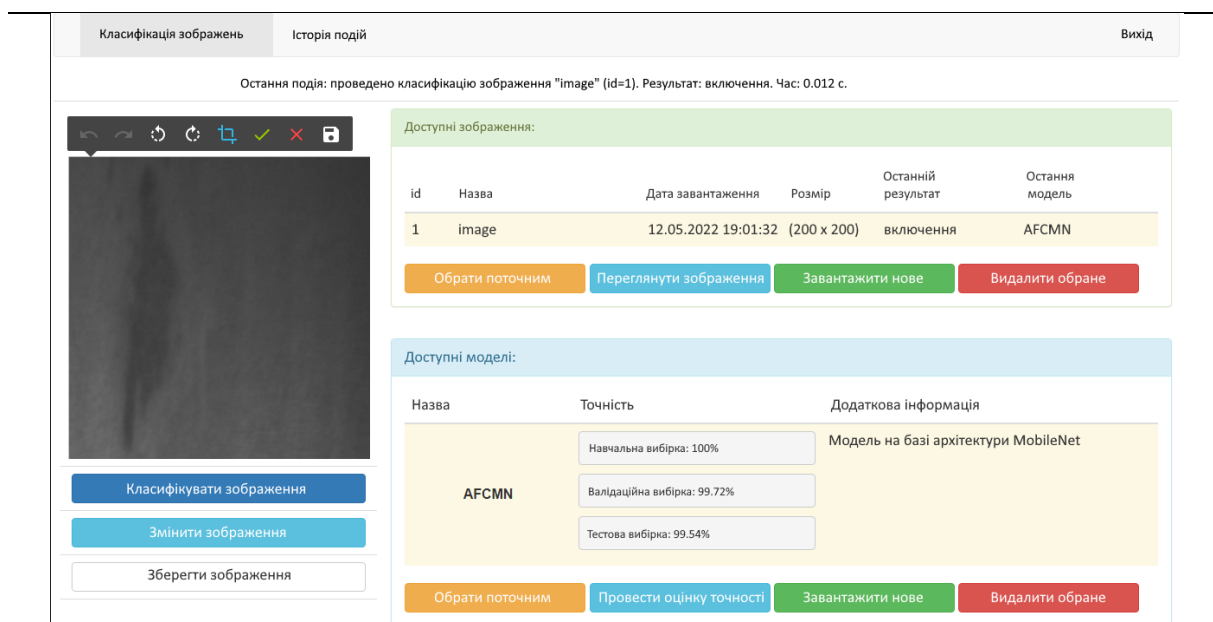 Класифікація зображень Історія подій Вихід
Остання подія: проведено класифікацію зображення "image" (id=1). Результат: включення. Час: 0.012 с.
Доступні зображення:
id Назва Дата завантаження Розмір Останній результат Остання модель
1 image 12.05.2022 19:01:32 (200 x 200) включення AFCMN
Обрати поточним Переглянути зображення Завантажити нове Видалити обране
Доступні моделі:
Назва Точність Додаткова інформація
Навчальна вибірка: 100% Модель на базі архітектури MobileNet
AFCMN Валідаційна вибірка: 99.72%
Тестова вибірка: 99.54%
Обрати поточним Провести оцінку точності Завантажити нове Видалити обране
Класифікувати зображення
Змінити зображення
Зберегти зображення